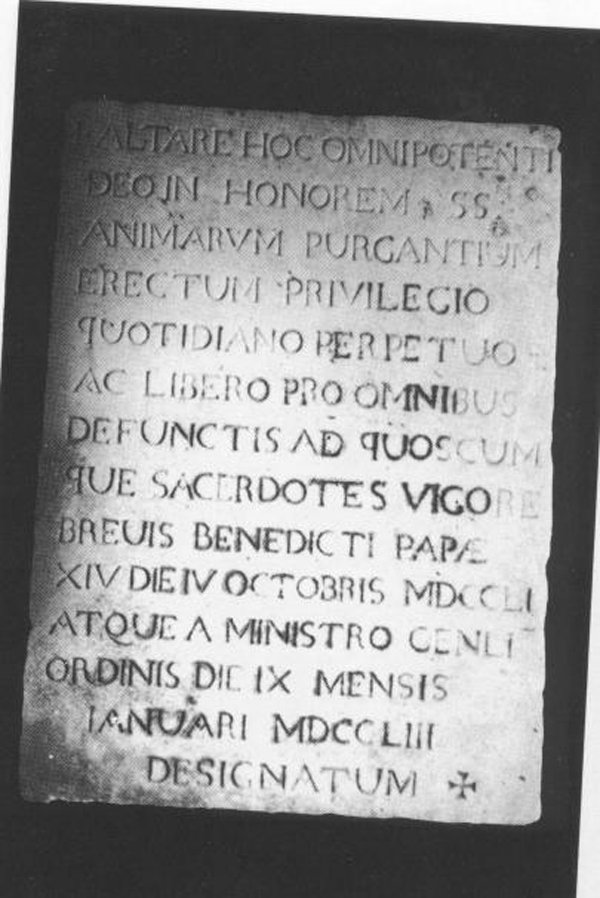 ALTARE HOC OMNIPOTENTI
DEO IN HONOREM, SS,
ANIMARVM PURGANTIUM
ERECTUM PRIVILEGIO
QUOTIDIANO PERPETUO
AC LIBERO PRO OMNIBUS
DEFUNCTIS AD QUOSCUM
QUE SACERDOTES VIGORE
BREUIS BENEDICTI PAPÆ
XIV DIE IV OCTOBRIS MDCCLI
ATQUE A MINISTRO GENLI
ORDINIS DIE IX MENSIS
IANUARI MDCCLIII
DESIGNATUM ✠